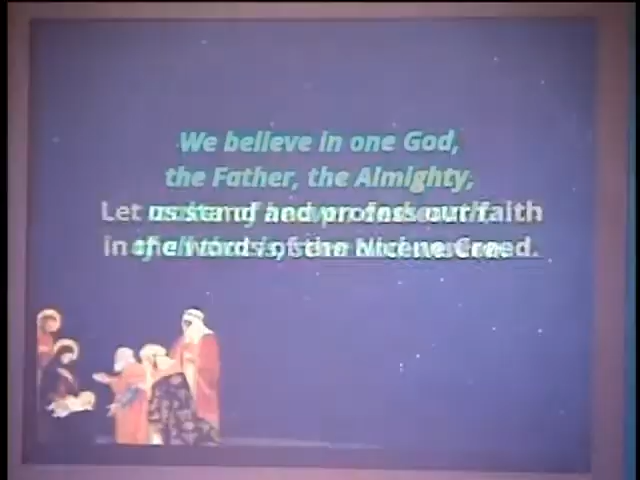 We believe in one God,
the Father, the Almighty,
Let us stand and profess our faith
in the words of the Nicene Creed.